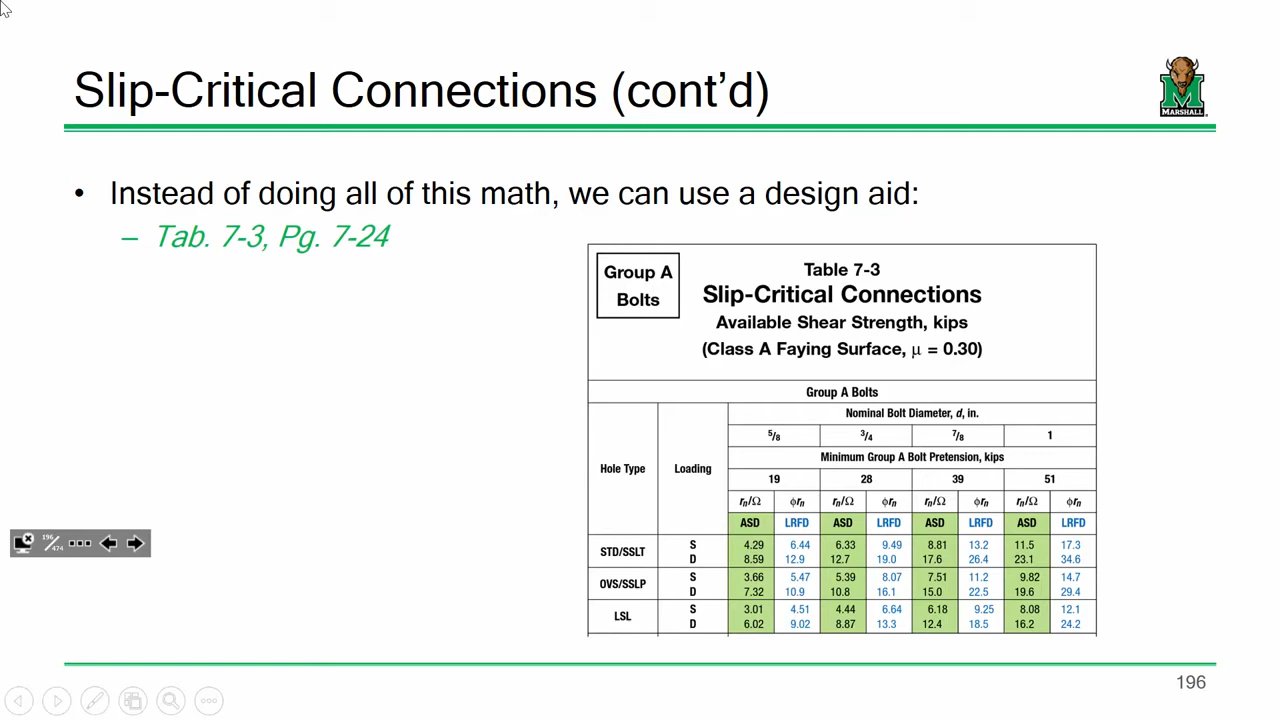 Slip-Critical Connections (cont’d)
MARSHALL
• Instead of doing all of this math, we can use a design aid:
– Tab. 7-3, Pg. 7-24
Group A
Bolts
Table 7-3
Slip-Critical Connections
Available Shear Strength, kips
(Class A Faying Surface, μ = 0.30)
Group A Bolts
Hole Type Loading Nominal Bolt Diameter, d, in.
5/8 3/4 7/8 1
Minimum Group A Bolt Pretension, kips
19 28 39 51
rn/Ω ϕrn rn/Ω ϕrn rn/Ω ϕrn rn/Ω ϕrn
ASD LRFD ASD LRFD ASD LRFD ASD LRFD
STD/SSLT S 4.29 6.44 6.33 9.49 8.81 13.2 11.5 17.3
D 8.59 12.9 12.7 19.0 17.6 26.4 23.1 34.6
OVS/SSLP S 3.66 5.47 5.39 8.07 7.51 11.2 9.82 14.7
D 7.32 10.9 10.8 16.1 15.0 22.5 19.6 29.4
LSL S 3.01 4.51 4.44 6.64 6.18 9.25 8.08 12.1
D 6.02 9.02 8.87 13.3 12.4 18.5 16.2 24.2
196/474
196